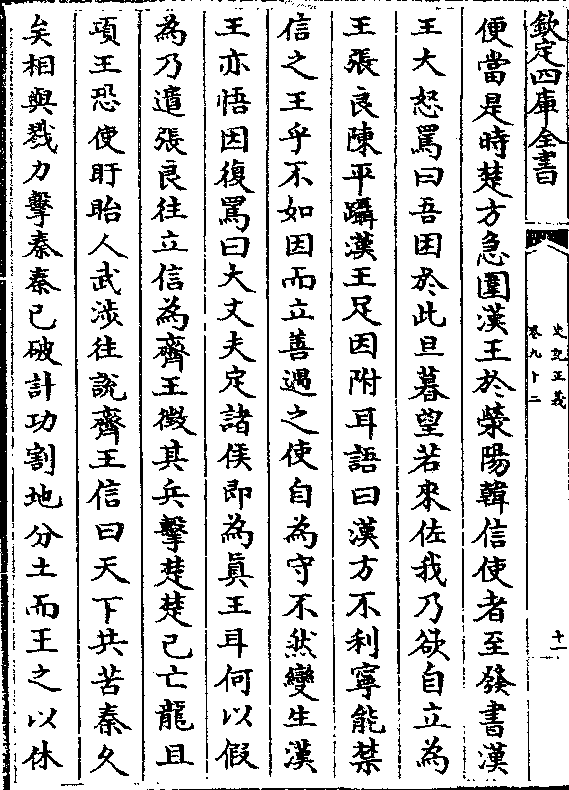 欽定四庫全書
史記正義
卷九十二
十一
便當是時楚方急圍漢王於滎陽韓信使者至發書漢
王大怒罵曰吾困於此旦暮望若來佐我乃欲自立為
王張良陳平躡漢王足因附耳語曰漢方不利寧能禁
信之王乎不如因而立善遇之使自為守不然變生漢
王亦悟因復罵曰大丈夫定諸侯即為真王耳何以假
為乃遣張良往立信為齊王徵其兵擊楚楚已亡龍且
項王恐使盱眙人武涉往說齊王信曰天下共苦秦久
矣相與戮力擊秦秦已破計功割地分土而王之以休